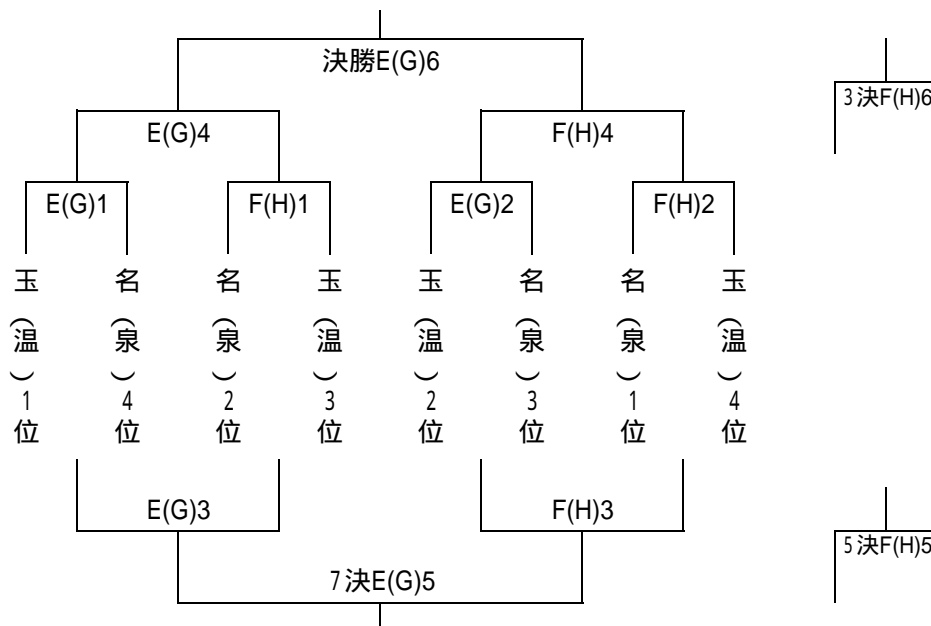 決勝E(G)6
3決F(H)6
E(G)4
F(H)4
E(G)1
F(H)1
E(G)2
F(H)2
玉(温)1位
名(泉)4位
名(泉)2位
玉(温)3位
玉(温)2位
名(泉)3位
名(泉)1位
玉(温)4位
E(G)3
F(H)3
5決F(H)5
7決E(G)5